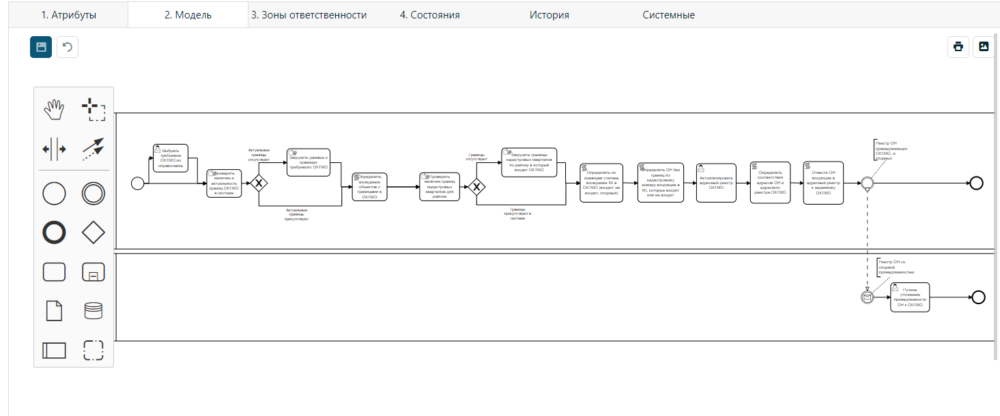 1. Атрибуты
2. Модель
3. Зоны ответственности
4. Состояния
История
Системные
Выбрать
требуемое
ОКТМО из
справочника
Проверить
наличие и
актуальность
границ ОКТМО
в системе
Актуальные
границы
отсутствуют
Загрузить данные о
границах
требуемого ОКТМО
Актуальные
границы
присутствуют
Определить
вхождение
объектов с
границами в
ОКТМО
Проверить
наличие границ
кадастровых
кварталов для
района
Границы
отсутствуют
Загрузить границы
кадастровых кварталов
по району в который
входит ОКТМО
Границы
присутствуют в
системе
Определить по
границам степень
вхождение КК в
ОКТМО (входит, не
входит, спорный)
Определить ОН без
границ по
кадастровому
номеру входящие в
КК, которые входят
или не входят
Актуализировать
адресный реестр
ОКТМО
Определить
соответствия
адресов ОН и
адресного
реестра ОКТМО
Отнести ОН
входящие в
адресный реестр
к заданному
ОКТМО
Реестр ОН
принадлежащих
ОКТМО, и
спорных
Реестр ОН со
спорной
принадлежностью
Ручное
уточнение
принадлежности
ОН к ОКТМО